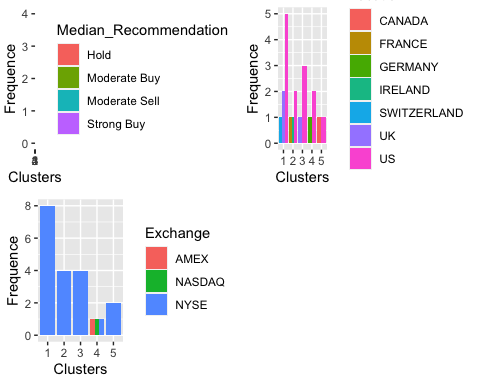 Median_Recommendation
Hold
Moderate Buy
Moderate Sell
Strong Buy
Frequence
4
3
2
1
0
Clusters
CANADA
FRANCE
GERMANY
IRELAND
SWITZERLAND
UK
US
Frequence
5
4
3
2
1
0
1 2 3 4 5
Clusters
Exchange
AMEX
NASDAQ
NYSE
Frequence
8
6
4
2
0
1 2 3 4 5
Clusters